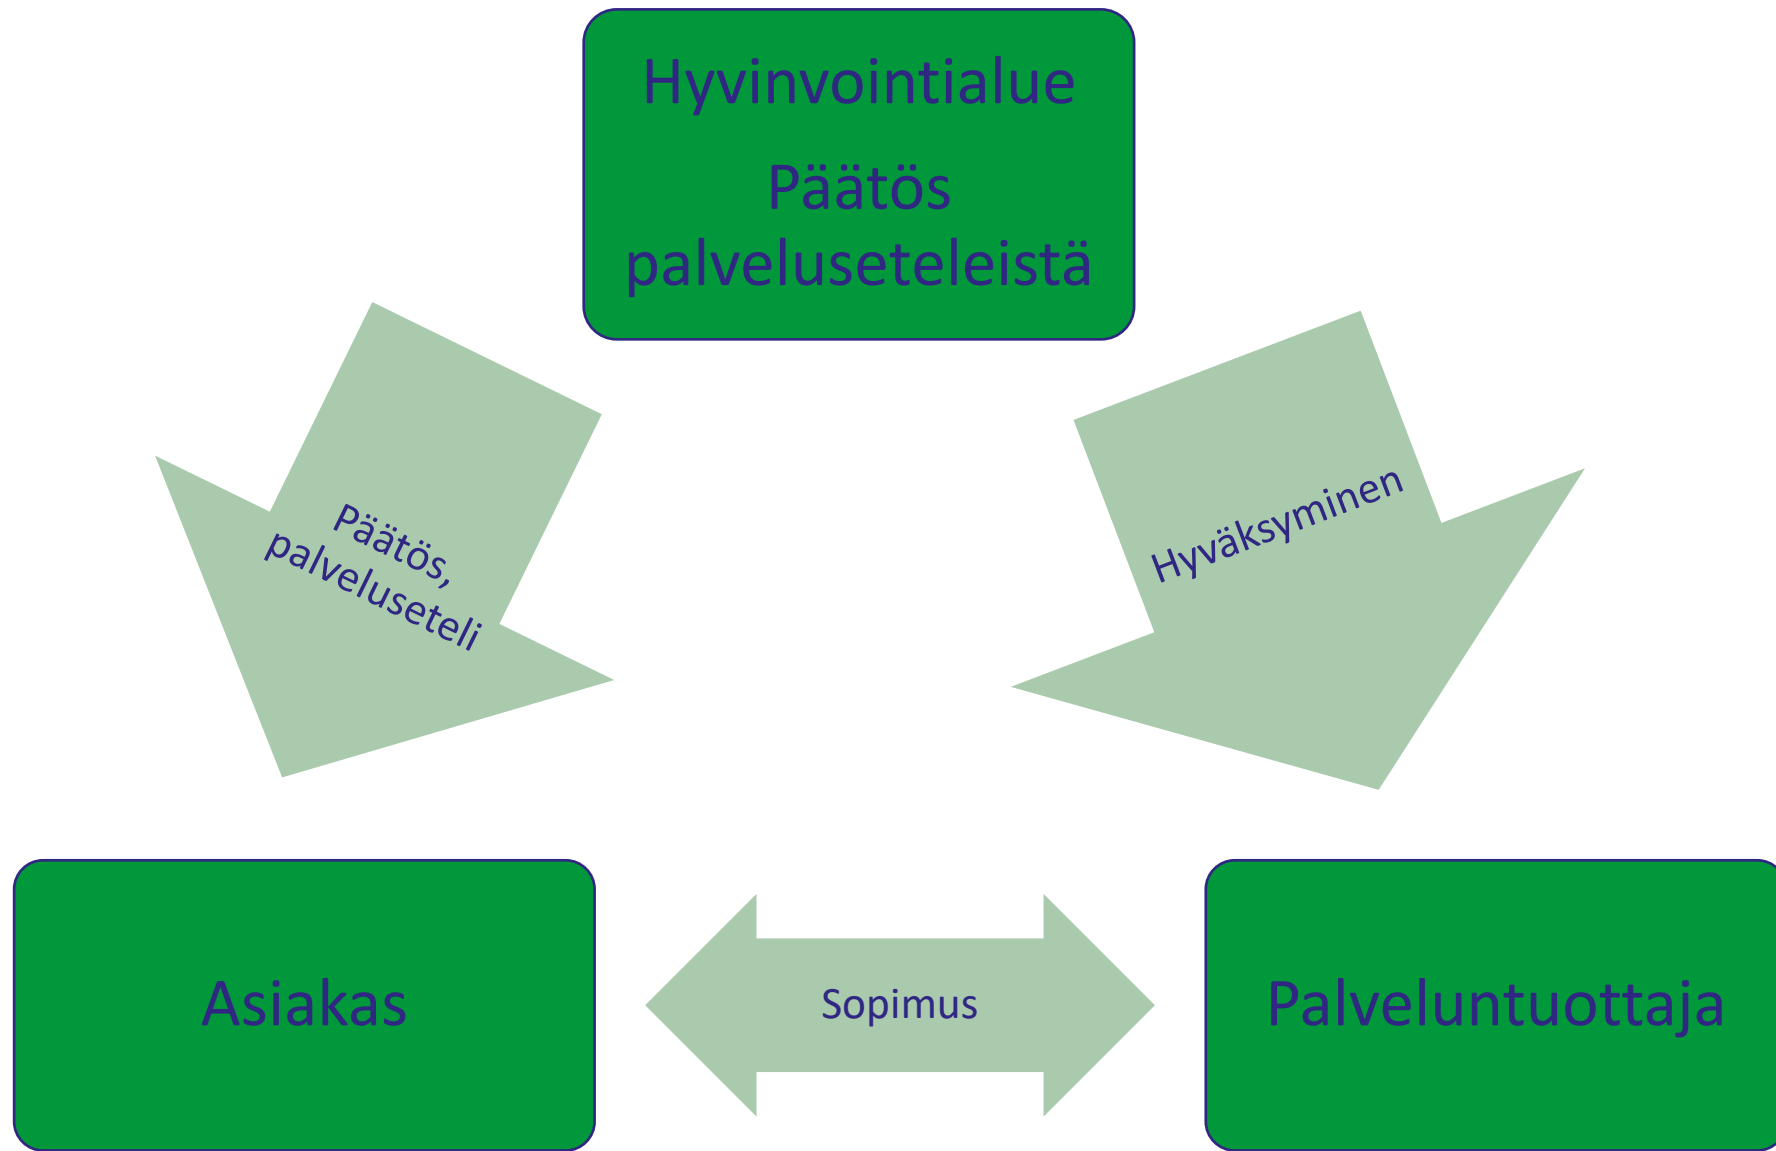 Hyvinvointialue
Päätös
palveluseteleistä
Päätös,
palveluseteli
Hyväksyminen
Asiakas
Sopimus
Palveluntuottaja